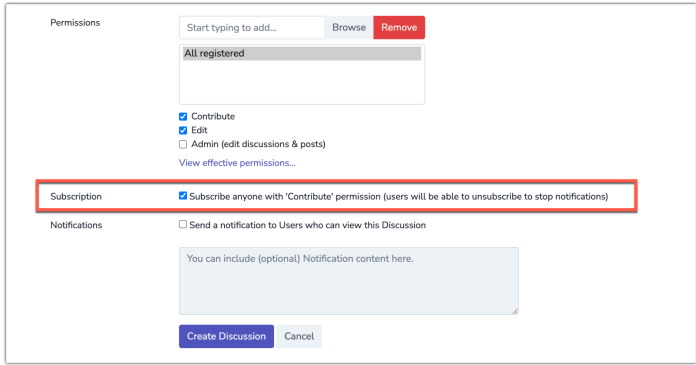 Permissions
Start typing to add... Browse Remove
All registered
Contribute
Edit
Admin (edit discussions & posts)
View effective permissions...
Subscription Subscribe anyone with 'Contribute' permission (users will be able to unsubscribe to stop notifications)
Notifications Send a notification to Users who can view this Discussion
You can include (optional) Notification content here.
Create Discussion Cancel